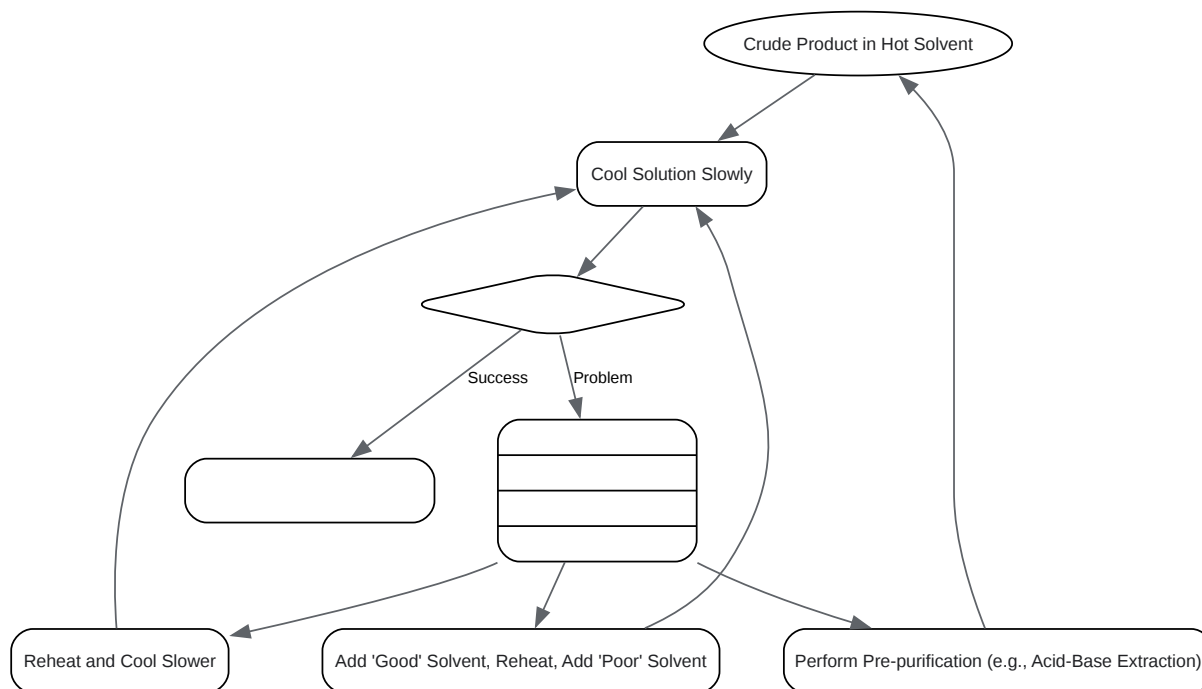 Crude Product in Hot Solvent
Cool Solution Slowly
Success
Problem
Reheat and Cool Slower
Add 'Good' Solvent, Reheat, Add 'Poor' Solvent
Perform Pre-purification (e.g., Acid-Base Extraction)